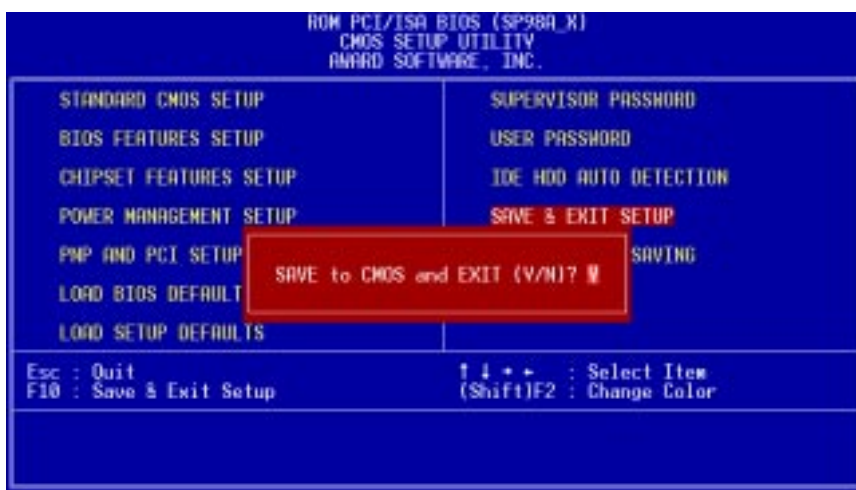 ROM PCI/ISA BIOS (SP98A_X)
CMOS SETUP UTILITY
AWARD SOFTWARE, INC.
STANDARD CMOS SETUP
BIOS FEATURES SETUP
CHIPSET FEATURES SETUP
POWER MANAGEMENT SETUP
PNP AND PCI SETUP
LOAD BIOS DEFAULT
LOAD SETUP DEFAULTS
SUPERVISOR PASSWORD
USER PASSWORD
IDE HDD AUTO DETECTION
SAVE & EXIT SETUP
SAVING
SAVE to CMOS and EXIT (Y/N)? Y
Esc : Quit
F10 : Save & Exit Setup
↑ ↓ → ← : Select Item
(Shift)F2 : Change Color